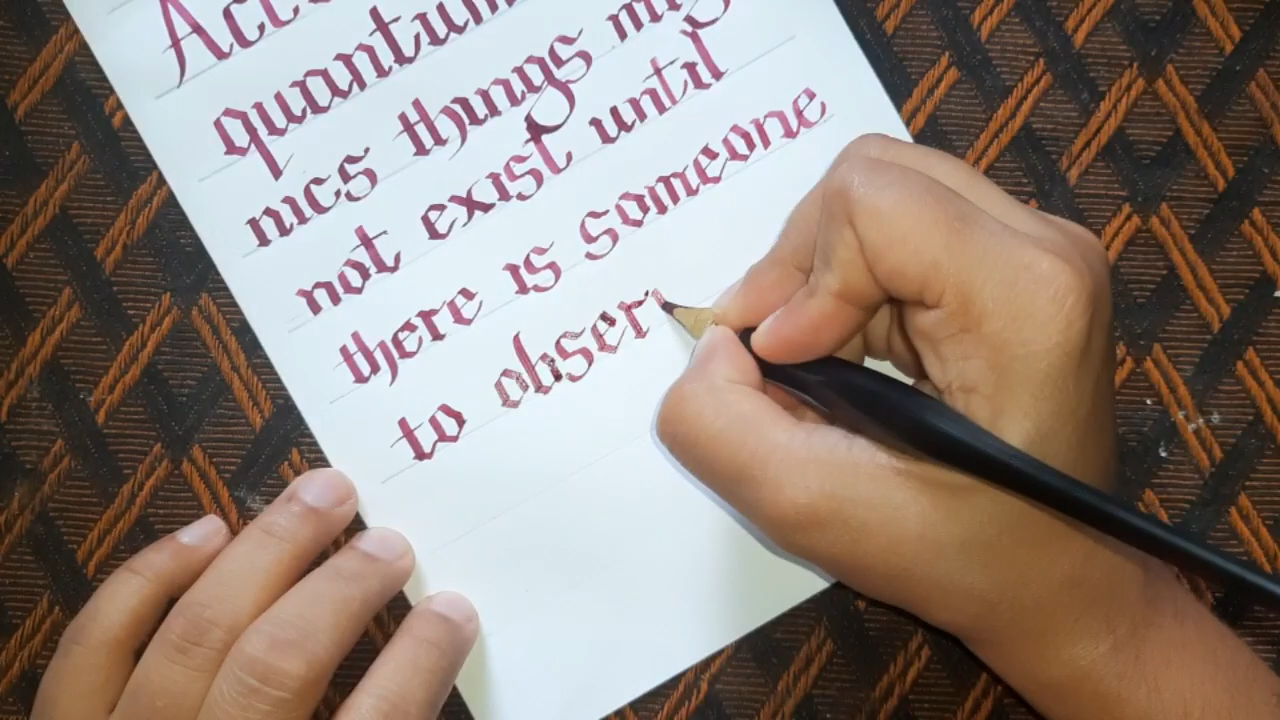 quantum
nics things
not exist until
there is someone
to obser